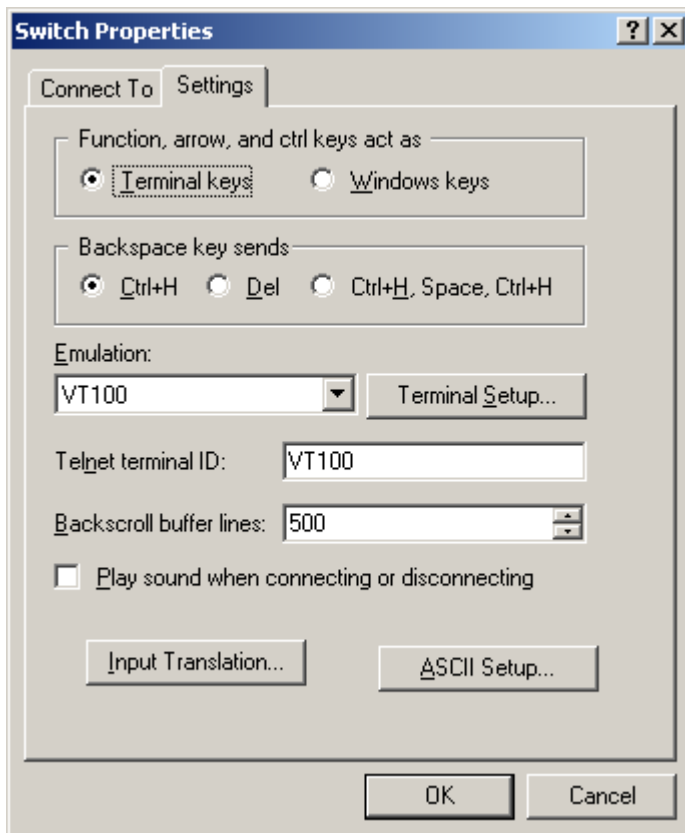 Switch Properties
Connect To Settings
Function, arrow, and ctrl keys act as
Terminal keys Windows keys
Backspace key sends
Ctrl+H Del Ctrl+H, Space, Ctrl+H
Emulation:
VT100 Terminal Setup...
Telnet terminal ID: VT100
Backscroll buffer lines: 500
Play sound when connecting or disconnecting
Input Translation... ASCII Setup...
OK Cancel